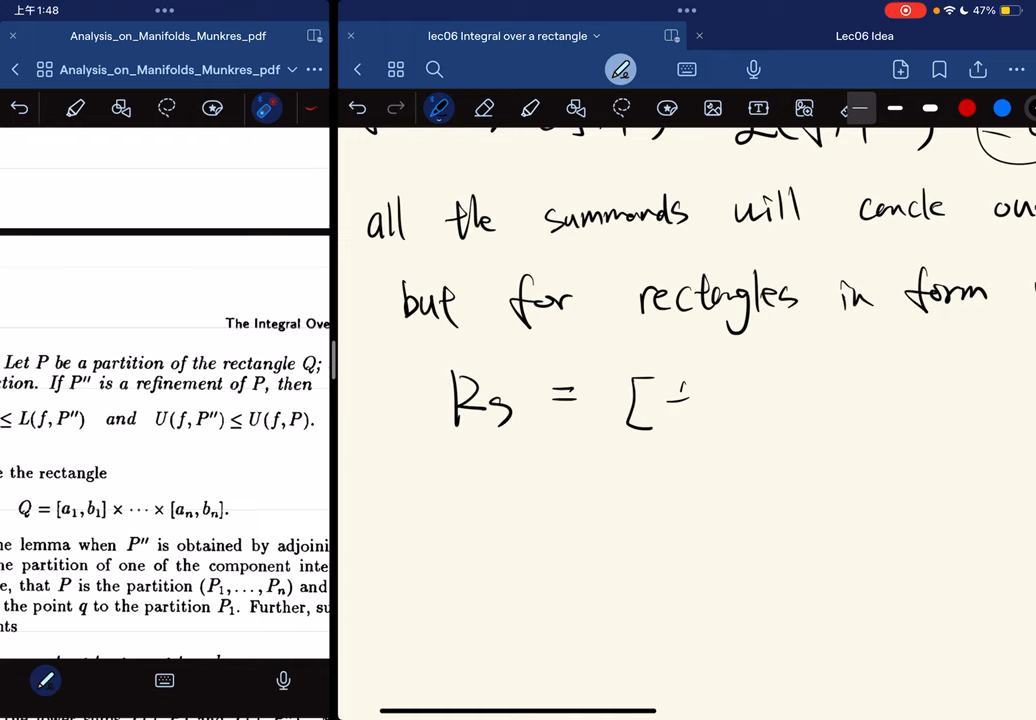 上午1:48
47%
Analysis_on_Manifolds_Munkres_pdf
lec06 Integral over a rectangle
Lec06 Idea
Analysis_on_Manifolds_Munkres_pdf
The Integral Ove
Let P be a partition of the rectangle Q;
ction. If P″ is a refinement of P, then
≤ L(f, P″) and U(f, P″) ≤ U(f, P).
e the rectangle
Q = [a₁, b₁] × ⋯ × [aₙ, bₙ].
he lemma when P″ is obtained by adjoini
he partition of one of the component inte
e, that P is the partition (P₁, …, Pₙ) and
the point q to the partition P₁. Further, su
nts
all the summands will concle ou
but for rectangles in form
Rs = [